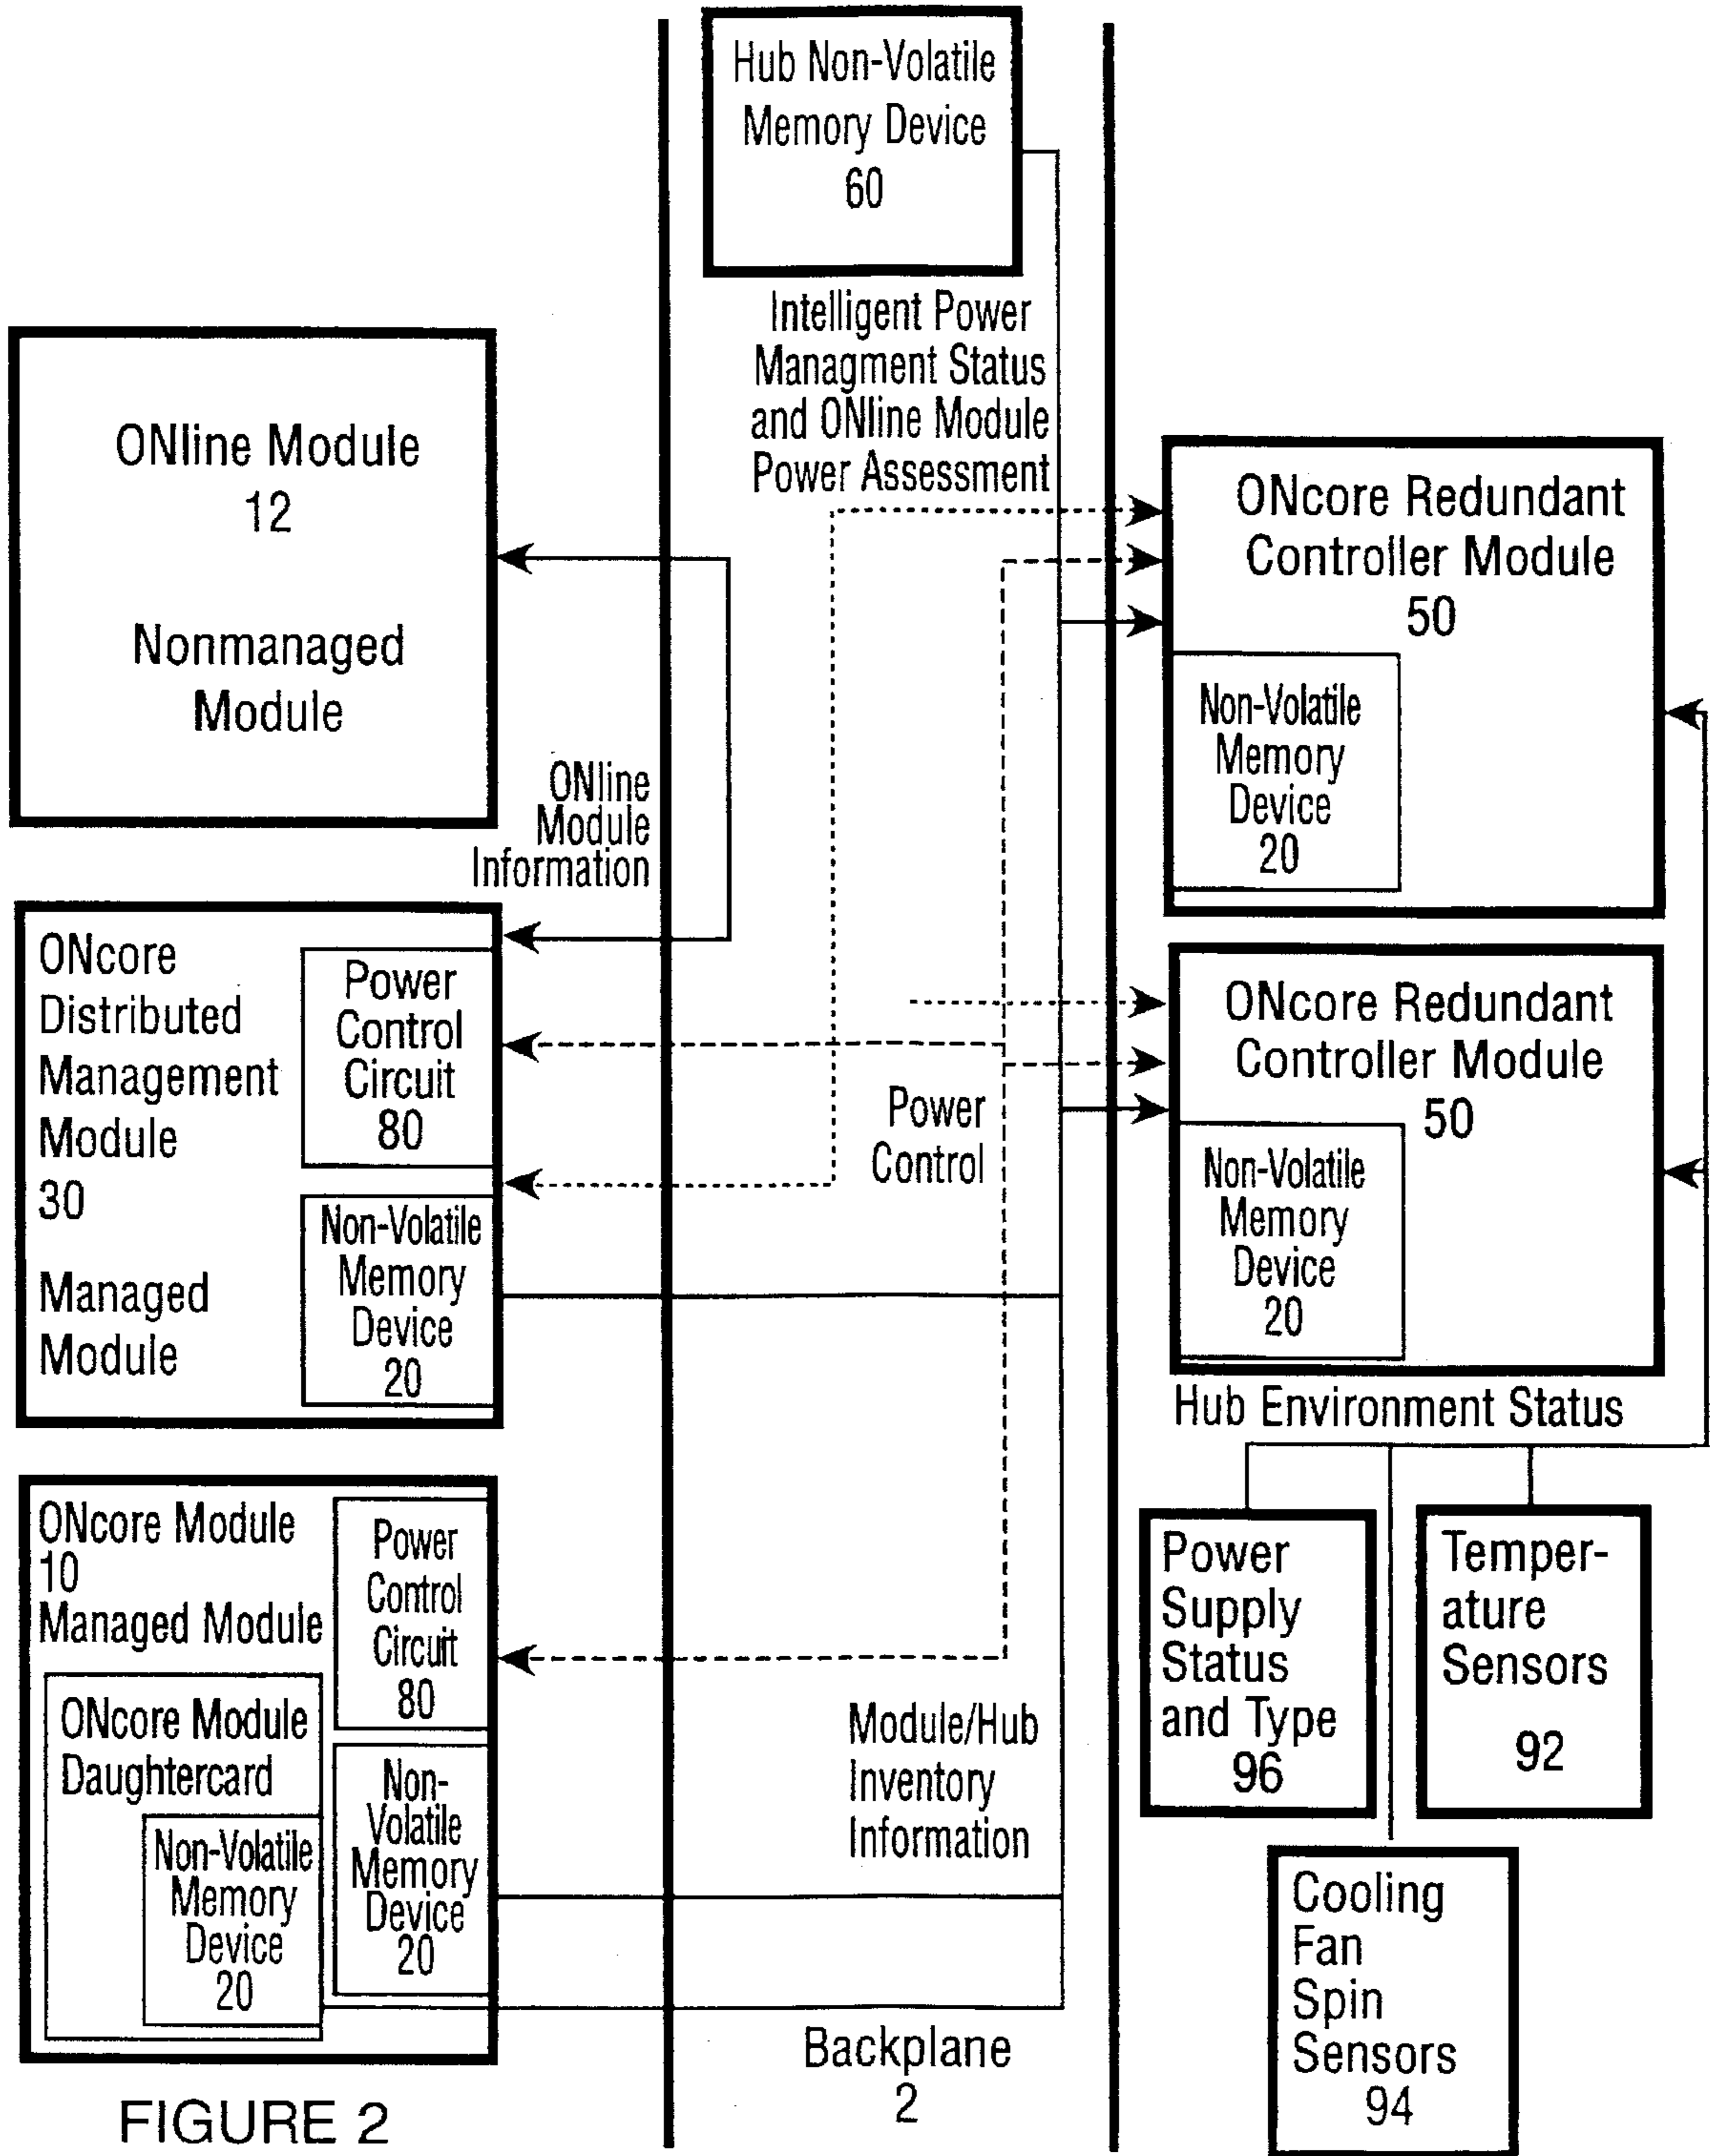 Hub Non-Volatile
Memory Device
60
Intelligent Power
Managment Status
and ONline Module
Power Assessment
ONline Module
12
Nonmanaged
Module
ONline
Module
Information
ONcore
Distributed
Management
Module
30
Managed
Module
Power
Control
Circuit
80
Non-Volatile
Memory
Device
20
ONcore Module
10
Managed Module
Power
Control
Circuit
80
ONcore Module
Daughtercard
Non-Volatile
Memory
Device
20
Non-
Volatile
Memory
Device
20
Power
Control
Module/Hub
Inventory
Information
Backplane
2
ONcore Redundant
Controller Module
50
Non-Volatile
Memory
Device
20
ONcore Redundant
Controller Module
50
Non-Volatile
Memory
Device
20
Hub Environment Status
Power
Supply
Status
and Type
96
Temper-
ature
Sensors
92
Cooling
Fan
Spin
Sensors
94
FIGURE 2